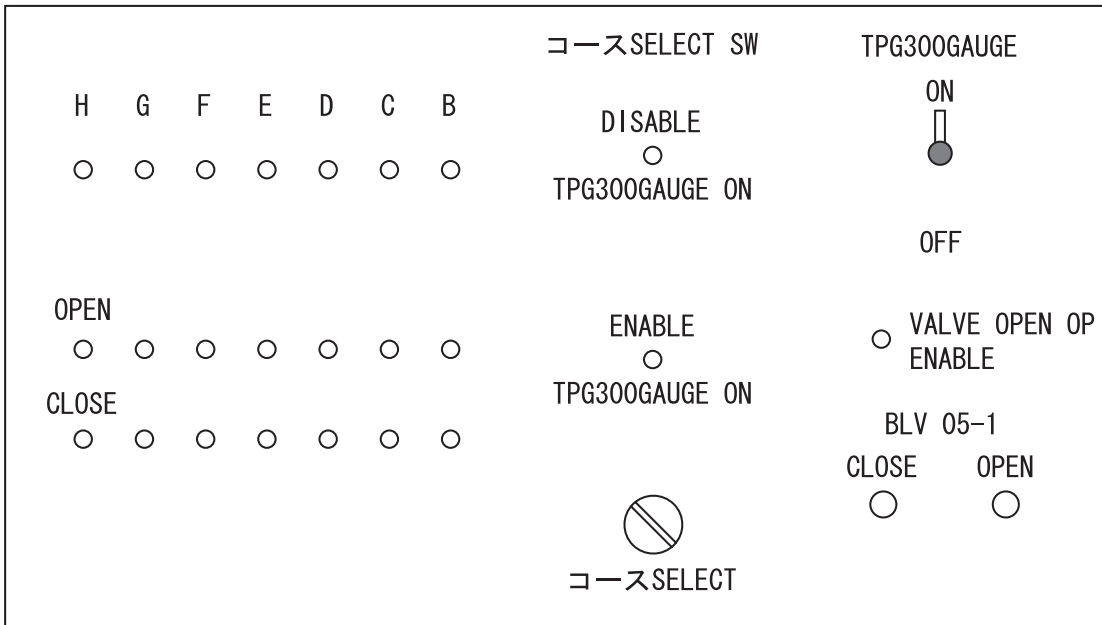 コースSELECT SW
TPG300GAUGE
H G F E D C B
DISABLE
ON
TPG300GAUGE ON
OFF
OPEN
ENABLE
VALVE OPEN OP
ENABLE
TPG300GAUGE ON
CLOSE
BLV 05-1
CLOSE OPEN
コースSELECT